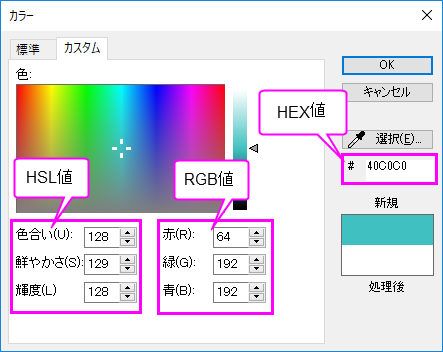 カラー
標準
カスタム
色:
OK
キャンセル
HEX値
選択(E)...
# 40C0C0
HSL値
RGB値
新規
色合い(U): 128
赤(R): 64
鮮やかさ(S): 129
緑(G): 192
輝度(L) 128
青(B): 192
処理後